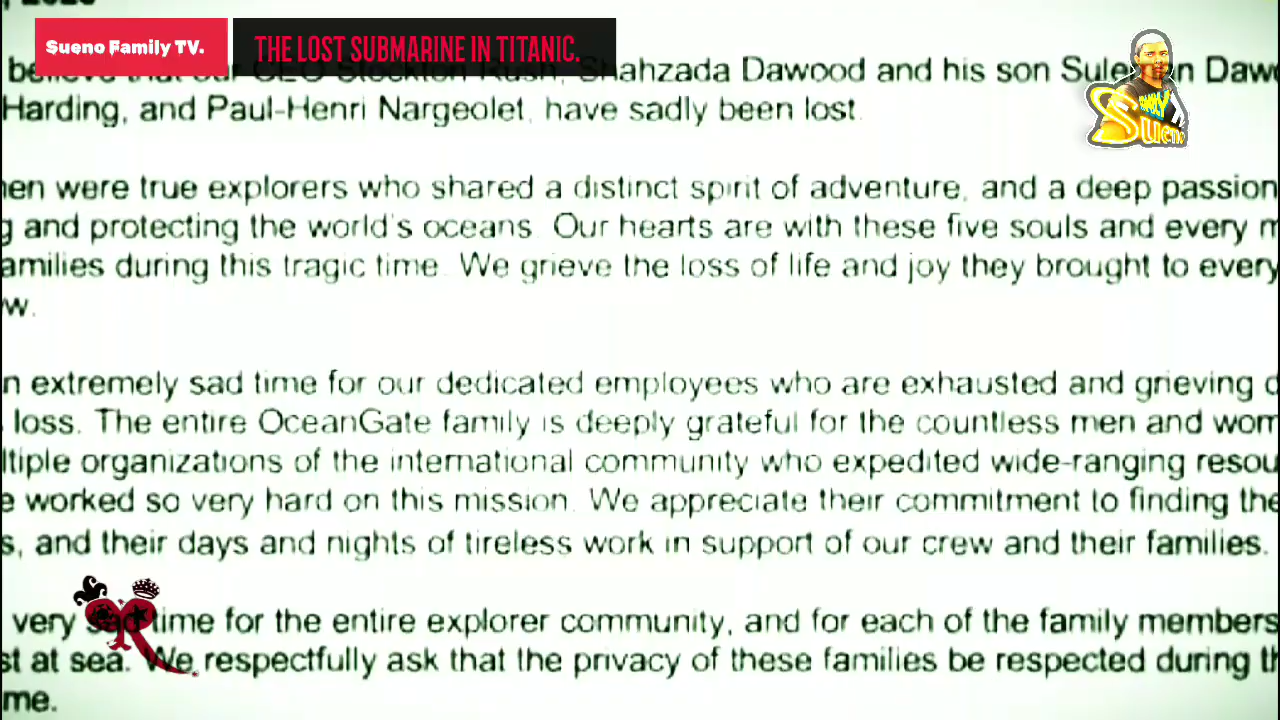 , 2023
Sueno Family TV.
THE LOST SUBMARINE IN TITANIC.
believe that our CEO Stockton Rush, Shahzada Dawood and his son Suleman Daw
Harding, and Paul-Henri Nargeolet, have sadly been lost.
en were true explorers who shared a distinct spirit of adventure, and a deep passion
g and protecting the world's oceans. Our hearts are with these five souls and every m
amilies during this tragic time. We grieve the loss of life and joy they brought to every
w.
n extremely sad time for our dedicated employees who are exhausted and grieving d
loss. The entire OceanGate family is deeply grateful for the countless men and wom
ltiple organizations of the international community who expedited wide-ranging resou
e worked so very hard on this mission. We appreciate their commitment to finding the
s, and their days and nights of tireless work in support of our crew and their families.
very sad time for the entire explorer community, and for each of the family members
st at sea. We respectfully ask that the privacy of these families be respected during th
me.
Sueno